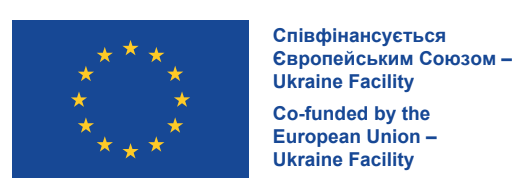 Співфінансується
Європейським Союзом –
Ukraine Facility
Co-funded by the
European Union –
Ukraine Facility